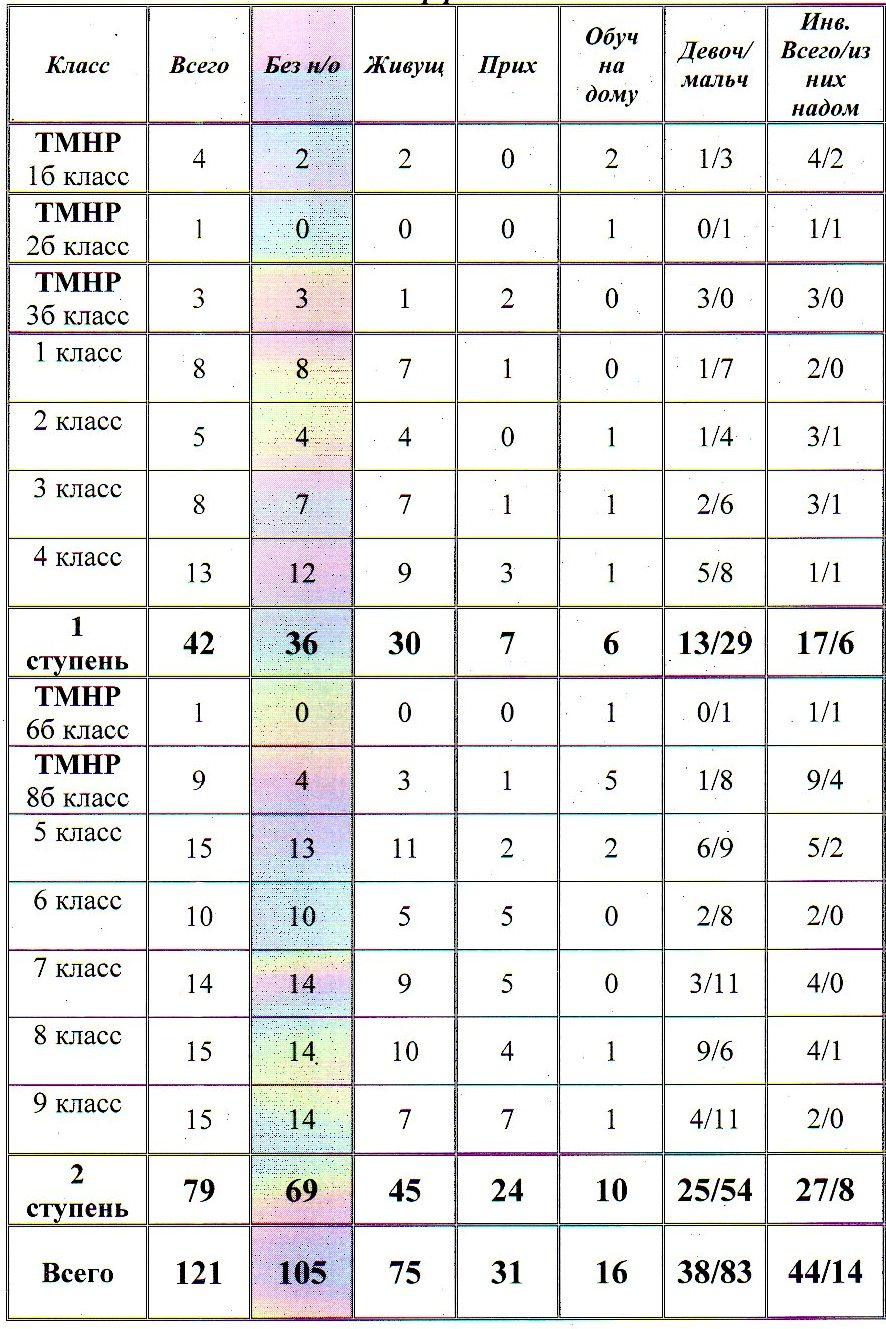 Класс Всего Без н/о Живущ Прих Обуч на дому Девоч/мальч Инв. Всего/из них надом
ТМНР 1б класс 4 2 2 0 2 1/3 4/2
ТМНР 2б класс 1 0 0 0 1 0/1 1/1
ТМНР 3б класс 3 3 1 2 0 3/0 3/0
1 класс 8 8 7 1 0 1/7 2/0
2 класс 5 4 4 0 1 1/4 3/1
3 класс 8 7 7 1 1 2/6 3/1
4 класс 13 12 9 3 1 5/8 1/1
1 ступень 42 36 30 7 6 13/29 17/6
ТМНР 6б класс 1 0 0 0 1 0/1 1/1
ТМНР 8б класс 9 4 3 1 5 1/8 9/4
5 класс 15 13 11 2 2 6/9 5/2
6 класс 10 10 5 5 0 2/8 2/0
7 класс 14 14 9 5 0 3/11 4/0
8 класс 15 14 10 4 1 9/6 4/1
9 класс 15 14 7 7 1 4/11 2/0
2 ступень 79 69 45 24 10 25/54 27/8
Всего 121 105 75 31 16 38/83 44/14